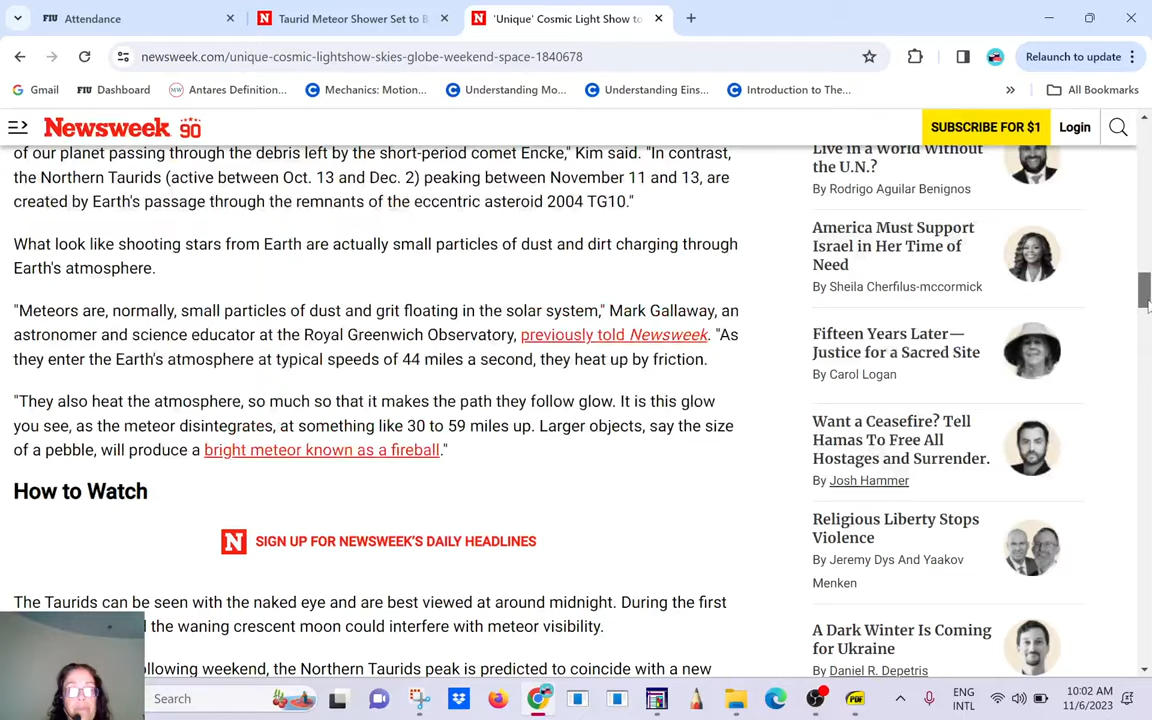 FIU Attendance
Taurid Meteor Shower Set to B
'Unique' Cosmic Light Show to
newsweek.com/unique-cosmic-lightshow-skies-globe-weekend-space-1840678
Relaunch to update
Gmail
FIU Dashboard
Antares Definition...
Mechanics: Motion...
Understanding Mo...
Understanding Eins...
Introduction to The...
All Bookmarks
Newsweek 90
SUBSCRIBE FOR $1
Login
of our planet passing through the debris left by the short-period comet Encke," Kim said. "In contrast,
the Northern Taurids (active between Oct. 13 and Dec. 2) peaking between November 11 and 13, are
created by Earth's passage through the remnants of the eccentric asteroid 2004 TG10."
What look like shooting stars from Earth are actually small particles of dust and dirt charging through
Earth's atmosphere.
"Meteors are, normally, small particles of dust and grit floating in the solar system," Mark Gallaway, an
astronomer and science educator at the Royal Greenwich Observatory, previously told Newsweek. "As
they enter the Earth's atmosphere at typical speeds of 44 miles a second, they heat up by friction.
"They also heat the atmosphere, so much so that it makes the path they follow glow. It is this glow
you see, as the meteor disintegrates, at something like 30 to 59 miles up. Larger objects, say the size
of a pebble, will produce a bright meteor known as a fireball."
How to Watch
N SIGN UP FOR NEWSWEEK'S DAILY HEADLINES
The Taurids can be seen with the naked eye and are best viewed at around midnight. During the first
the waning crescent moon could interfere with meteor visibility.
ollowing weekend, the Northern Taurids peak is predicted to coincide with a new
Live in a World Without
the U.N.?
By Rodrigo Aguilar Benignos
America Must Support
Israel in Her Time of
Need
By Sheila Cherfilus-mccormick
Fifteen Years Later—
Justice for a Sacred Site
By Carol Logan
Want a Ceasefire? Tell
Hamas To Free All
Hostages and Surrender.
By Josh Hammer
Religious Liberty Stops
Violence
By Jeremy Dys And Yaakov
Menken
A Dark Winter Is Coming
for Ukraine
By Daniel R. Depetris
Search
ENG
INTL
10:02 AM
11/6/2023